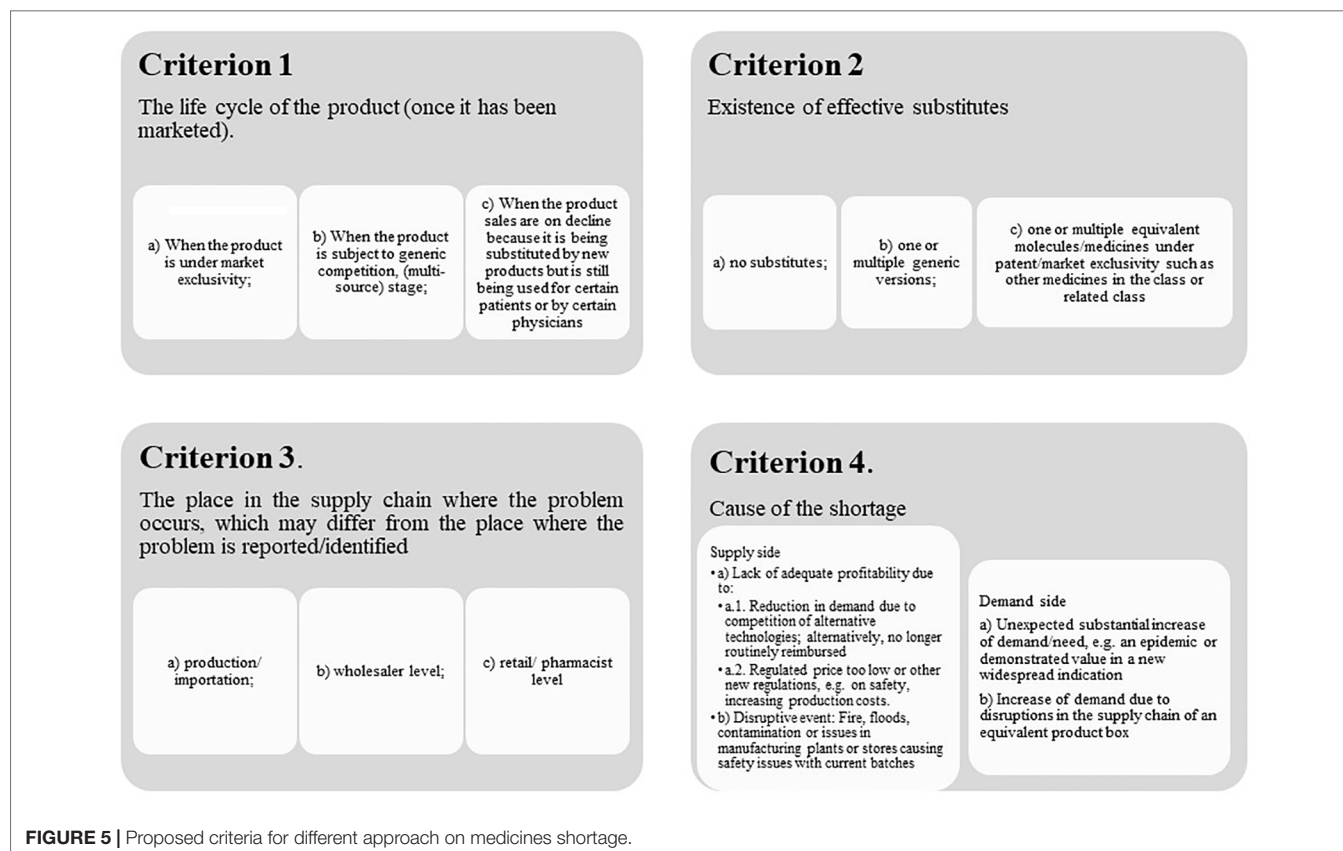 Criterion 1
The life cycle of the product (once it has been
marketed).
a) When the product
is under market
exclusivity;
b) When the product
is subject to generic
competition, (multi-
source) stage;
c) When the product
sales are on decline
because it is being
substituted by new
products but is still
being used for certain
patients or by certain
physicians
Criterion 2
Existence of effective substitutes
a) no substitutes;
b) one or
multiple generic
versions;
c) one or multiple equivalent
molecules/medicines under
patent/market exclusivity such as
other medicines in the class or
related class
Criterion 3.
The place in the supply chain where the problem
occurs, which may differ from the place where the
problem is reported/identified
a) production/
importation;
b) wholesaler level;
c) retail/ pharmacist
level
Criterion 4.
Cause of the shortage
Supply side
• a) Lack of adequate profitability due
to:
• a.1. Reduction in demand due to
competition of alternative
technologies; alternatively, no longer
routinely reimbursed
• a.2. Regulated price too low or other
new regulations, e.g. on safety,
increasing production costs.
• b) Disruptive event: Fire, floods,
contamination or issues in
manufacturing plants or stores causing
safety issues with current batches
Demand side
a) Unexpected substantial increase
of demand/need, e.g. an epidemic or
demonstrated value in a new
widespread indication
b) Increase of demand due to
disruptions in the supply chain of an
equivalent product box
FIGURE 5 | Proposed criteria for different approach on medicines shortage.